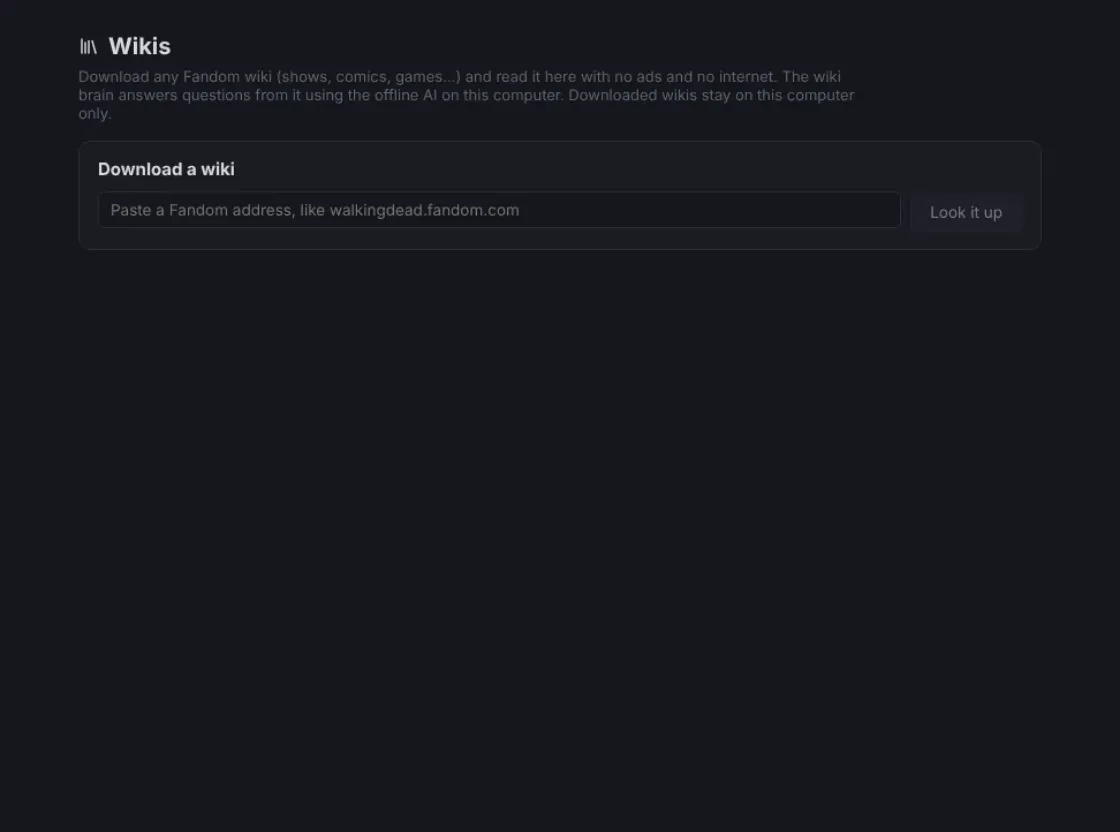 Wikis
Download any Fandom wiki (shows, comics, games...) and read it here with no ads and no internet. The wiki
brain answers questions from it using the offline AI on this computer. Downloaded wikis stay on this computer
only.
Download a wiki
Paste a Fandom address, like walkingdead.fandom.com
Look it up